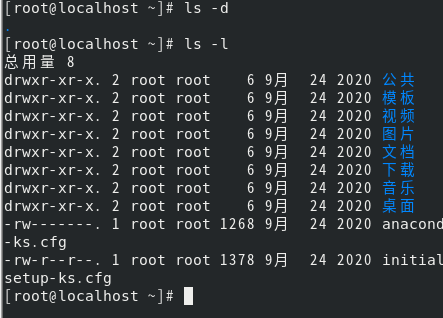 [root@localhost ~]# ls -d
.
[root@localhost ~]# ls -l
总用量 8
drwxr-xr-x. 2 root root    6 9月  24 2020 公共
drwxr-xr-x. 2 root root    6 9月  24 2020 模板
drwxr-xr-x. 2 root root    6 9月  24 2020 视频
drwxr-xr-x. 2 root root    6 9月  24 2020 图片
drwxr-xr-x. 2 root root    6 9月  24 2020 文档
drwxr-xr-x. 2 root root    6 9月  24 2020 下载
drwxr-xr-x. 2 root root    6 9月  24 2020 音乐
drwxr-xr-x. 2 root root    6 9月  24 2020 桌面
-rw-------. 1 root root 1268 9月  24 2020 anacond
-ks.cfg
-rw-r--r--. 1 root root 1378 9月  24 2020 initial
setup-ks.cfg
[root@localhost ~]#